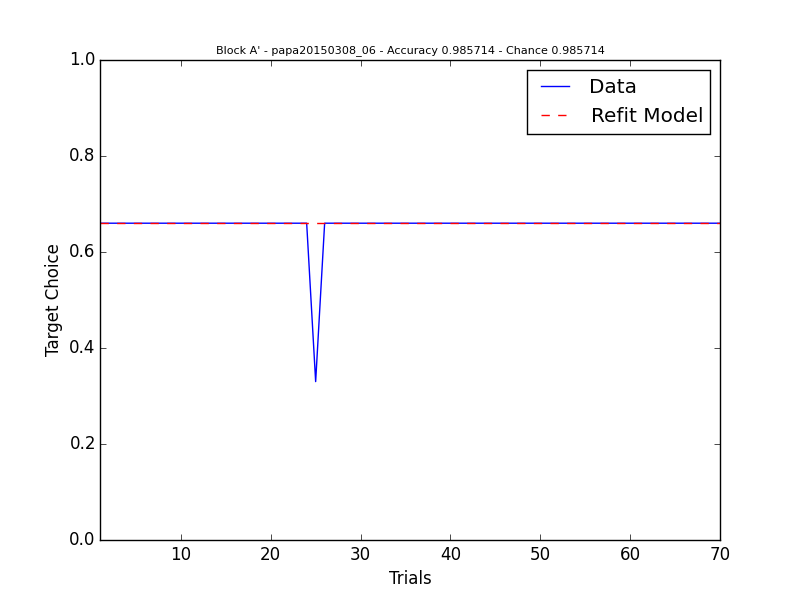 Block A' - papa20150308_06 - Accuracy 0.985714 - Chance 0.985714
1.0
0.8
0.6
0.4
0.2
0.0
Target Choice
Data
Refit Model
10 20 30 40 50 60 70
Trials